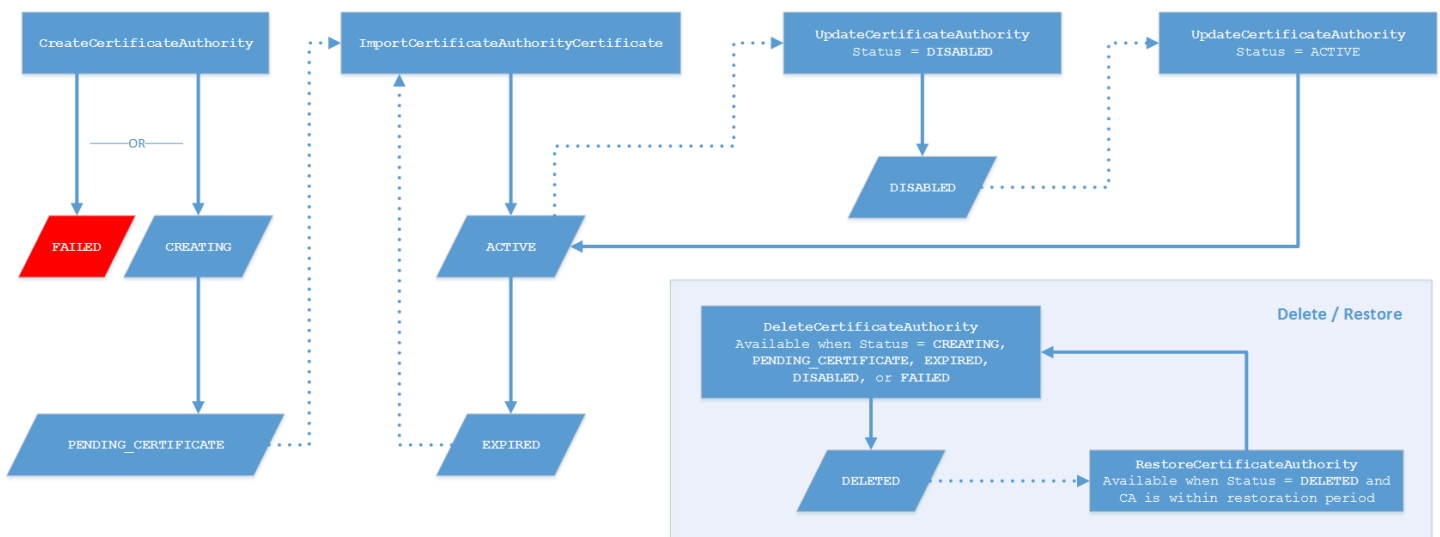 CreateCertificateAuthority
ImportCertificateAuthorityCertificate
UpdateCertificateAuthority
Status = DISABLED
UpdateCertificateAuthority
Status = ACTIVE
OR
DISABLED
FAILED
CREATING
ACTIVE
Delete / Restore
DeleteCertificateAuthority
Available when Status = CREATING,
PENDING_CERTIFICATE, EXPIRED,
DISABLED, or FAILED
PENDING_CERTIFICATE
EXPIRED
DELETED
RestoreCertificateAuthority
Available when Status = DELETED and
CA is within restoration period